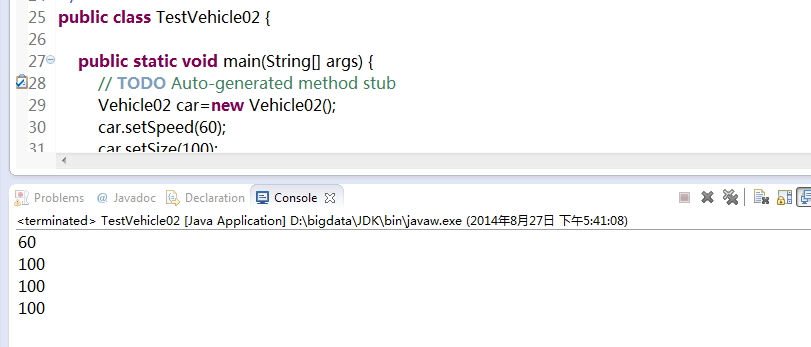 25 public class TestVehicle02 {
26
27 public static void main(String[] args) {
28 // TODO Auto-generated method stub
29 Vehicle02 car=new Vehicle02();
30 car.setSpeed(60);
31 car.setSize(100);
Problems @ Javadoc Declaration Console
<terminated> TestVehicle02 [Java Application] D:\bigdata\JDK\bin\javaw.exe (2014年8月27日 下午5:41:08)
60
100
100
100